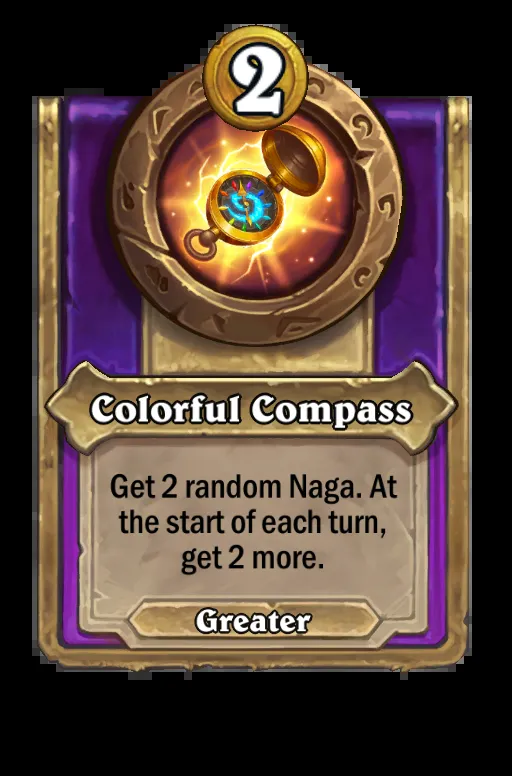 2
Colorful Compass
Get 2 random Naga. At
the start of each turn,
get 2 more.
Greater